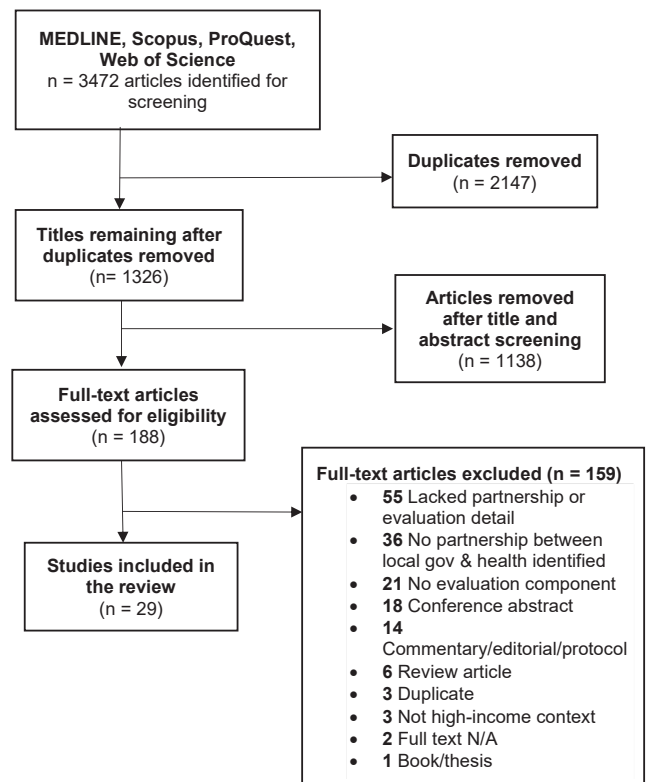 MEDLINE, Scopus, ProQuest,
Web of Science
n = 3472 articles identified for
screening
Duplicates removed
(n = 2147)
Titles remaining after
duplicates removed
(n= 1326)
Articles removed
after title and
abstract screening
(n = 1138)
Full-text articles
assessed for eligibility
(n = 188)
Full-text articles excluded (n = 159)
• 55 Lacked partnership or
evaluation detail
• 36 No partnership between
local gov & health identified
• 21 No evaluation component
• 18 Conference abstract
• 14
Commentary/editorial/protocol
• 6 Review article
• 3 Duplicate
• 3 Not high-income context
• 2 Full text N/A
• 1 Book/thesis
Studies included in
the review
(n = 29)